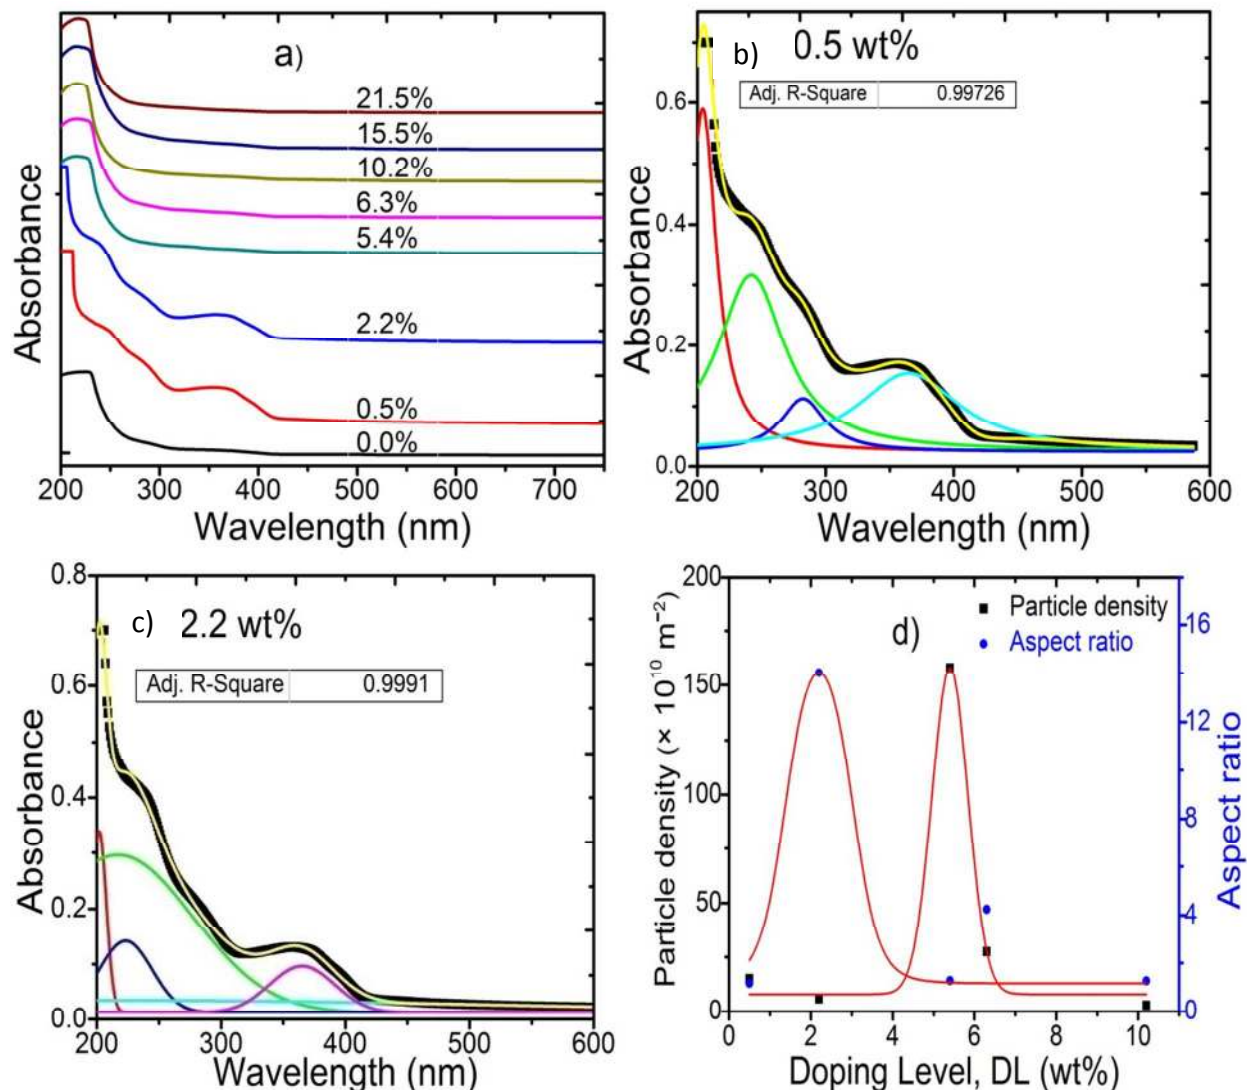 a)
21.5%
15.5%
10.2%
6.3%
5.4%
2.2%
0.5%
0.0%
Absorbance
200 300 400 500 600 700
Wavelength (nm)
b) 0.5 wt%
Adj. R-Square 0.99726
0.6
0.4
0.2
0.0
Absorbance
200 300 400 500 600
Wavelength (nm)
c) 2.2 wt%
Adj. R-Square 0.9991
0.8
0.6
0.4
0.2
0.0
Absorbance
200 300 400 500 600
Wavelength (nm)
d)
Particle density
Aspect ratio
200
150
100
50
0
Particle density (× 10¹⁰ m⁻²)
16
12
8
4
0
Aspect ratio
0 2 4 6 8 10
Doping Level, DL (wt%)